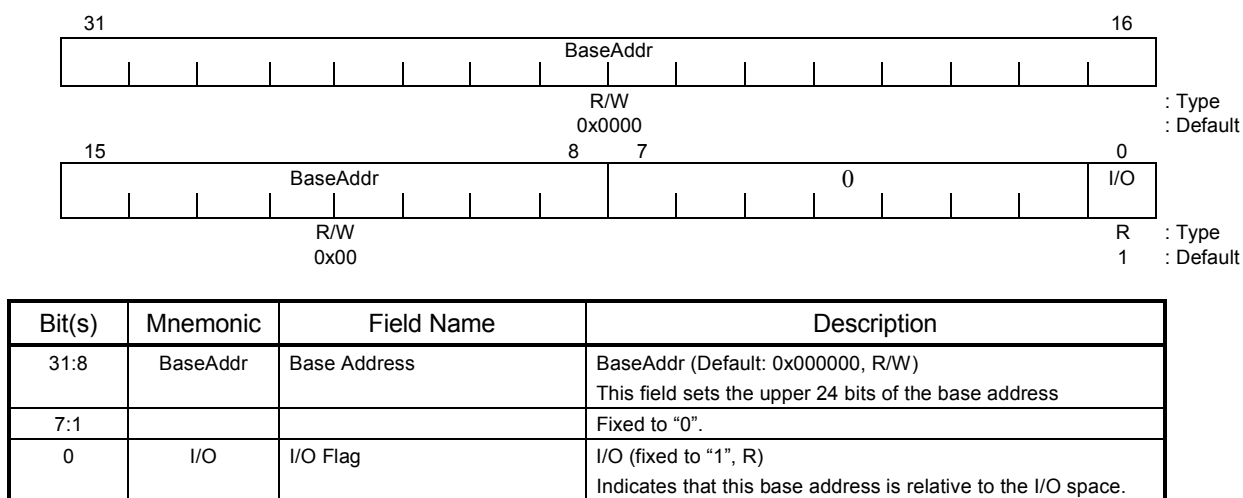 31 16
BaseAddr
R/W : Type
0x0000 : Default
15 8 7 0
BaseAddr 0 I/O
R/W R : Type
0x00 1 : Default
Bit(s) Mnemonic Field Name Description
31:8 BaseAddr Base Address BaseAddr (Default: 0x000000, R/W)
This field sets the upper 24 bits of the base address
7:1 Fixed to “0”.
0 I/O I/O Flag I/O (fixed to “1”, R)
Indicates that this base address is relative to the I/O space.